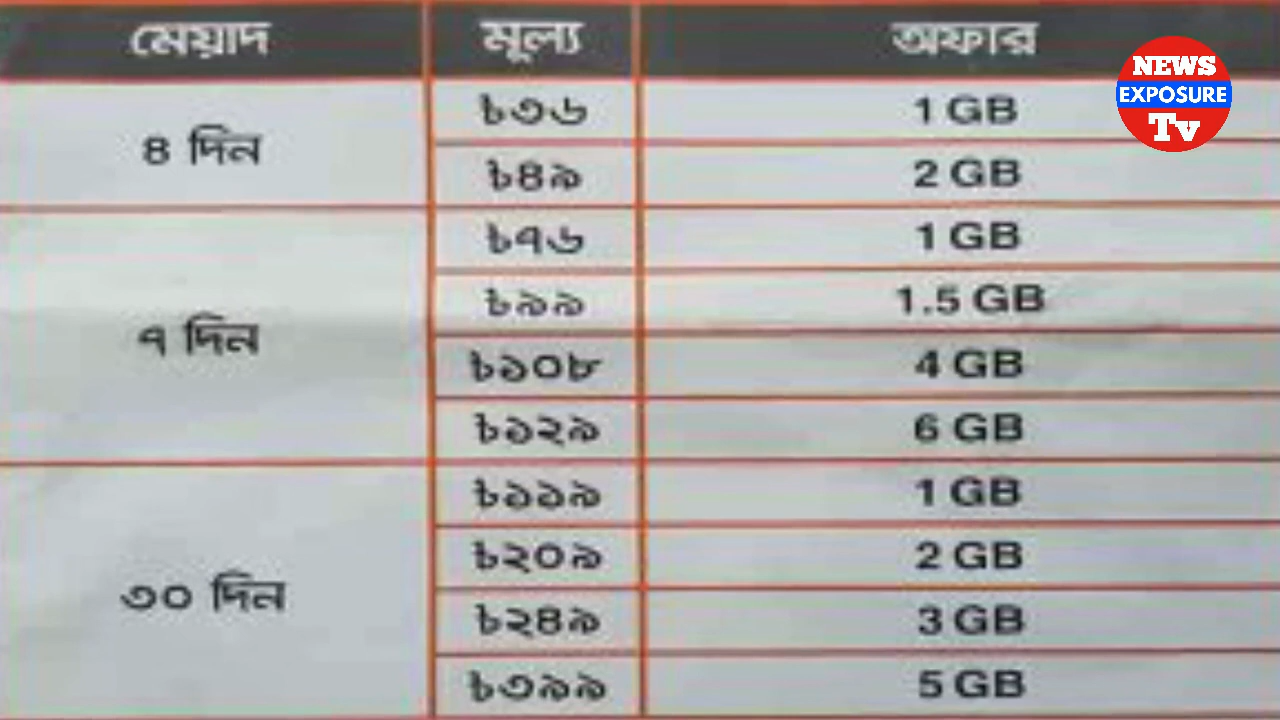 মেয়াদ মূল্য অফার
NEWS
EXPOSURE
Tv
৪ দিন
৳৩৬ 1 GB
৳৪৯ 2 GB
৭ দিন
৳৭৬ 1 GB
৳৯৯ 1.5 GB
৳১০৮ 4 GB
৳১২৯ 6 GB
৩০ দিন
৳১১৯ 1 GB
৳২০৯ 2 GB
৳২৪৯ 3 GB
৳৩৯৯ 5 GB